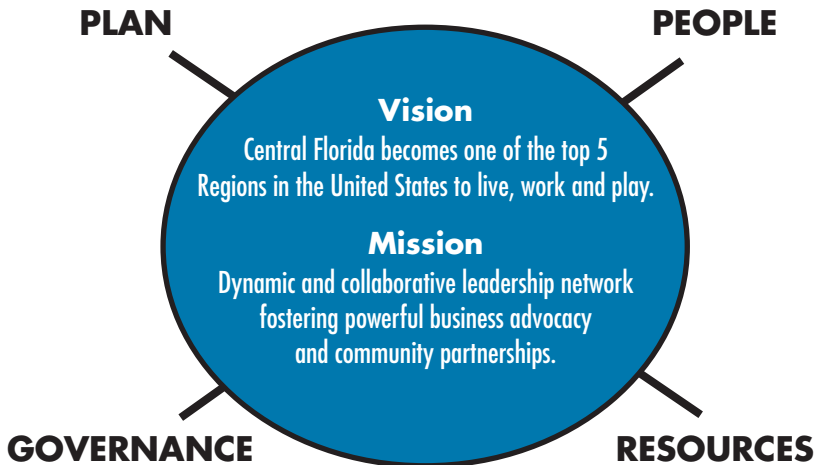 PLAN
PEOPLE
Vision
Central Florida becomes one of the top 5
Regions in the United States to live, work and play.
Mission
Dynamic and collaborative leadership network
fostering powerful business advocacy
and community partnerships.
GOVERNANCE
RESOURCES